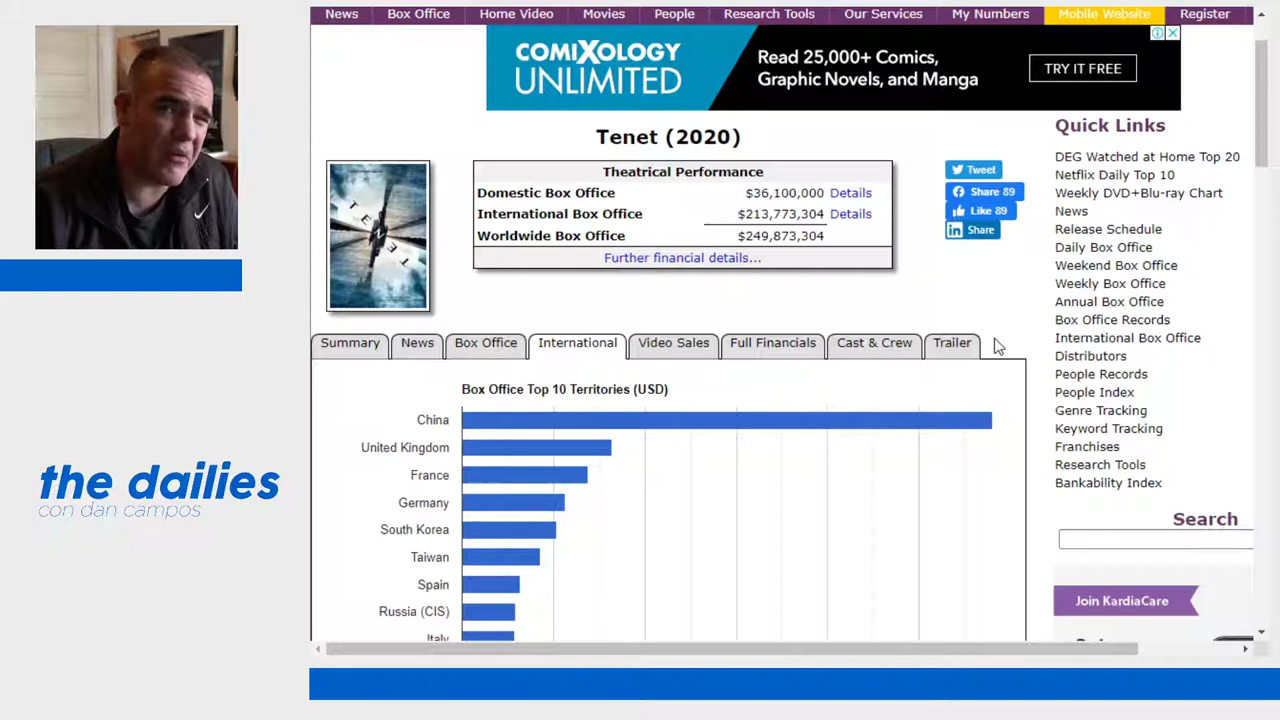 News Box Office Home Video Movies People Research Tools Our Services My Numbers Mobile Website Register
COMIXOLOGY
UNLIMITED
Read 25,000+ Comics,
Graphic Novels, and Manga
TRY IT FREE
Tenet (2020)
Theatrical Performance
Domestic Box Office $36,100,000 Details
International Box Office $213,773,304 Details
Worldwide Box Office $249,873,304
Further financial details...
TENET
Tweet
Share 89
Like 89
in Share
Summary News Box Office International Video Sales Full Financials Cast & Crew Trailer
Box Office Top 10 Territories (USD)
China
United Kingdom
France
Germany
South Korea
Taiwan
Spain
Russia (CIS)
Italy
Quick Links
DEG Watched at Home Top 20
Netflix Daily Top 10
Weekly DVD+Blu-ray Chart
News
Release Schedule
Daily Box Office
Weekend Box Office
Weekly Box Office
Annual Box Office
Box Office Records
International Box Office
Distributors
People Records
People Index
Genre Tracking
Keyword Tracking
Franchises
Research Tools
Bankability Index
Search
Join KardiaCare
the dailies
con dan campos